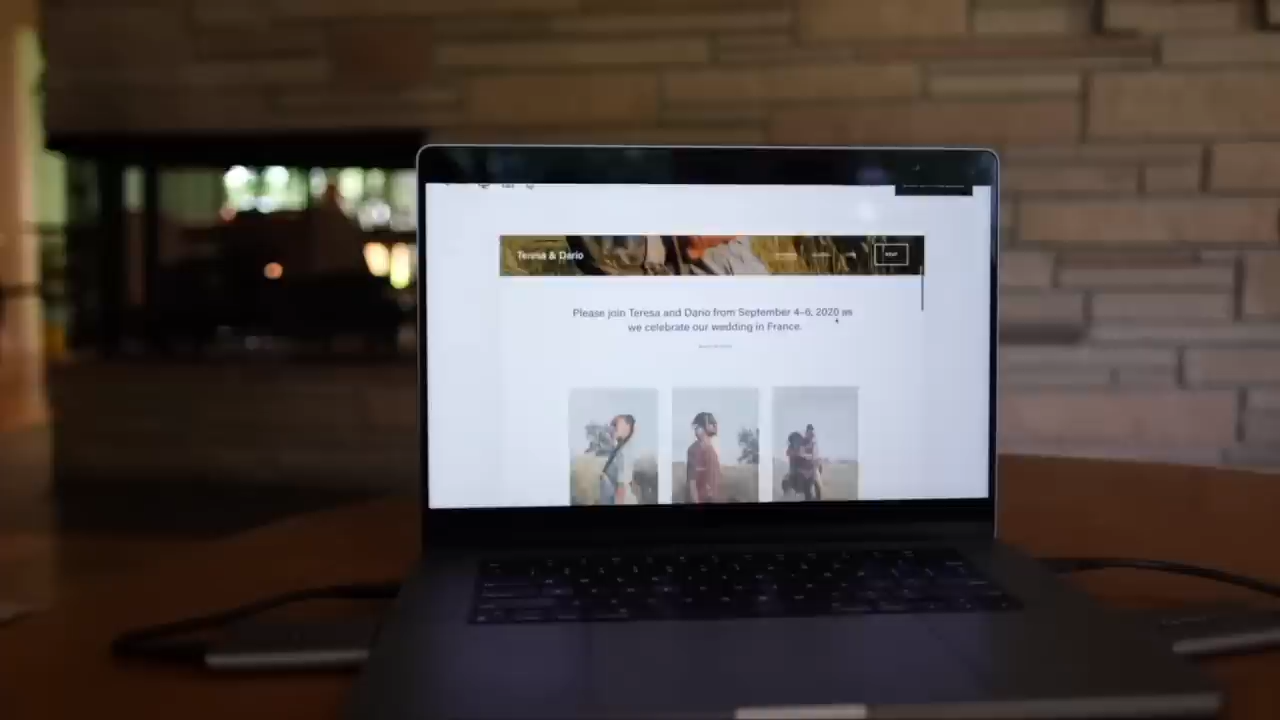 Teresa & Dario
RSVP
Please join Teresa and Dario from September 4–6, 2020 as
we celebrate our wedding in France.